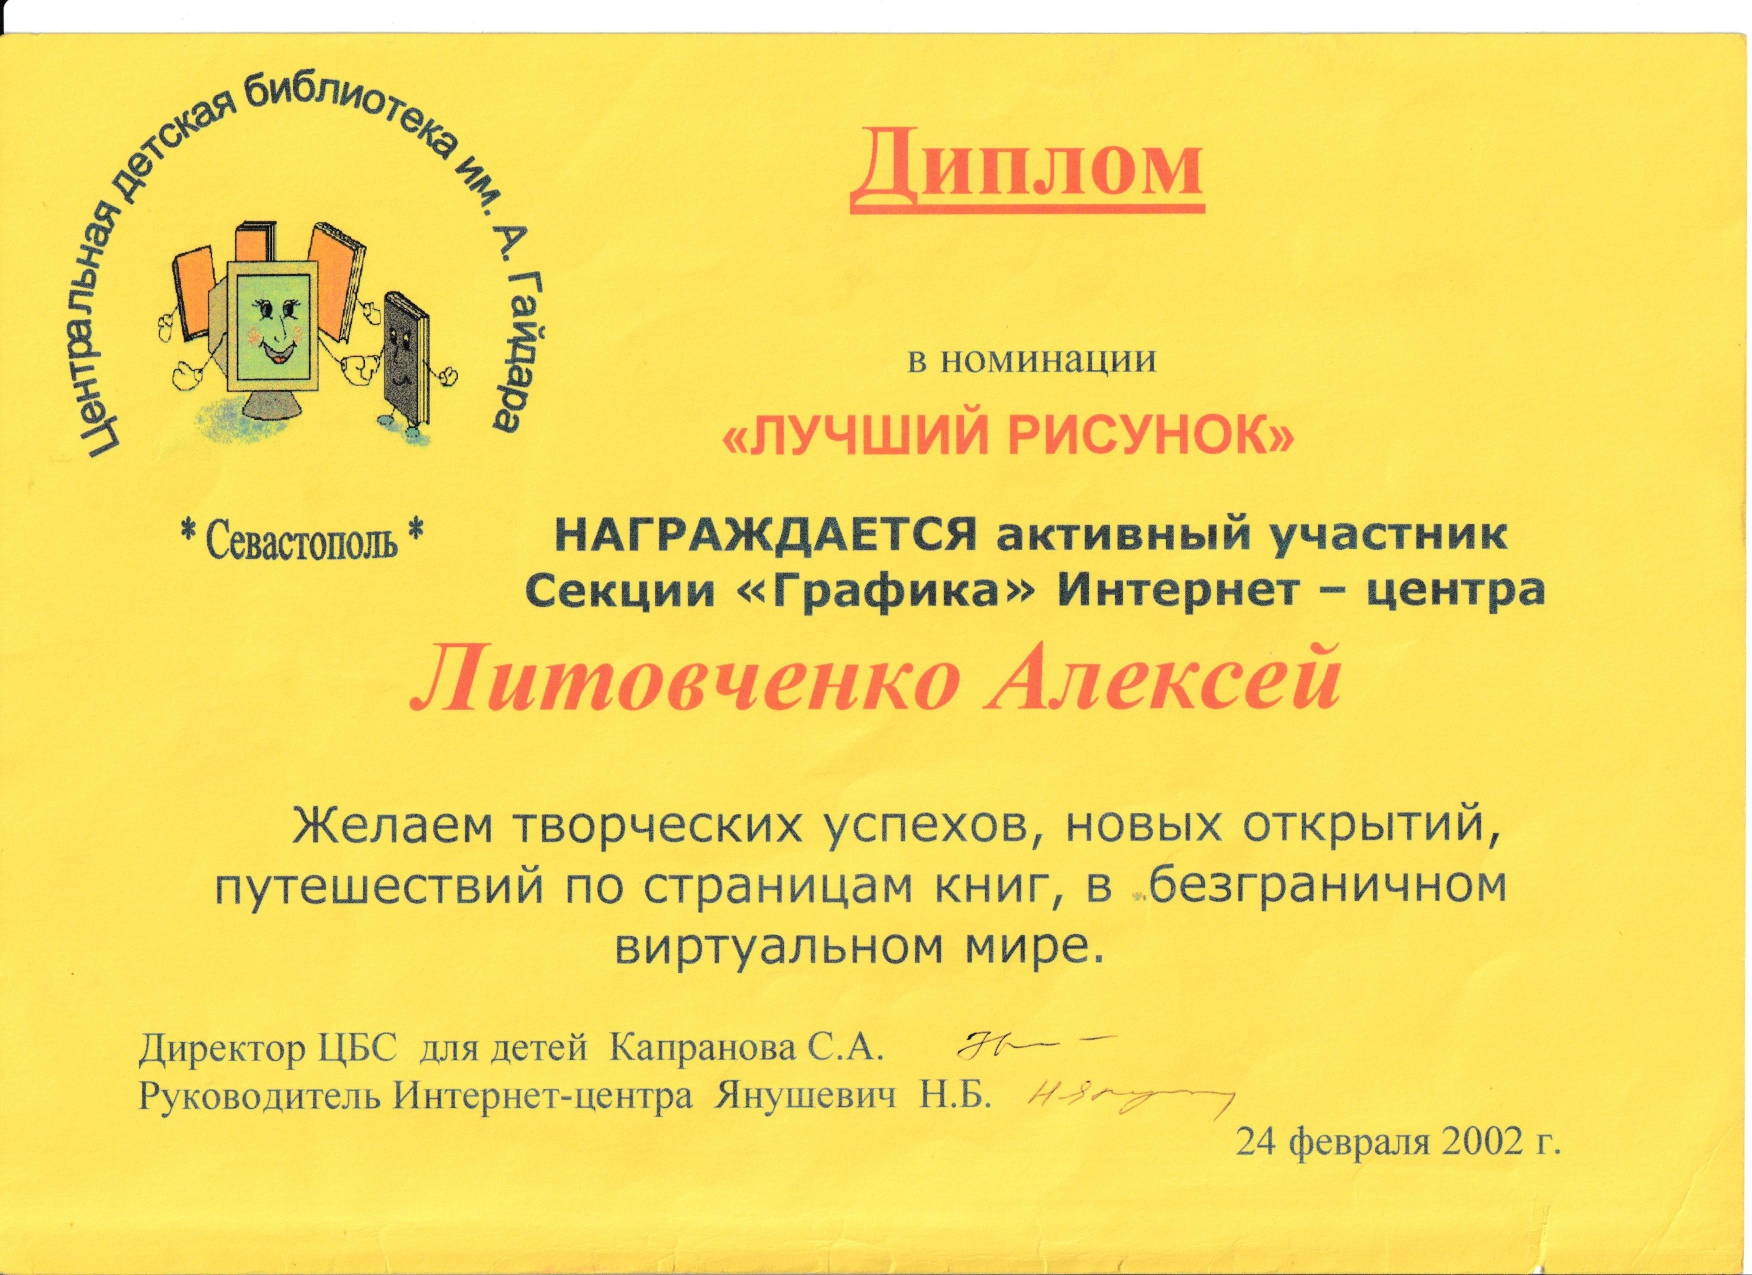 Центральная детская библиотека им. А. Гайдара
* Севастополь *
Диплом
в номинации
«ЛУЧШИЙ РИСУНОК»
НАГРАЖДАЕТСЯ активный участник
Секции «Графика» Интернет – центра
Литовченко Алексей
Желаем творческих успехов, новых открытий,
путешествий по страницам книг, в безграничном
виртуальном мире.
Директор ЦБС для детей Капранова С.А.
Руководитель Интернет-центра Янушевич Н.Б.
24 февраля 2002 г.